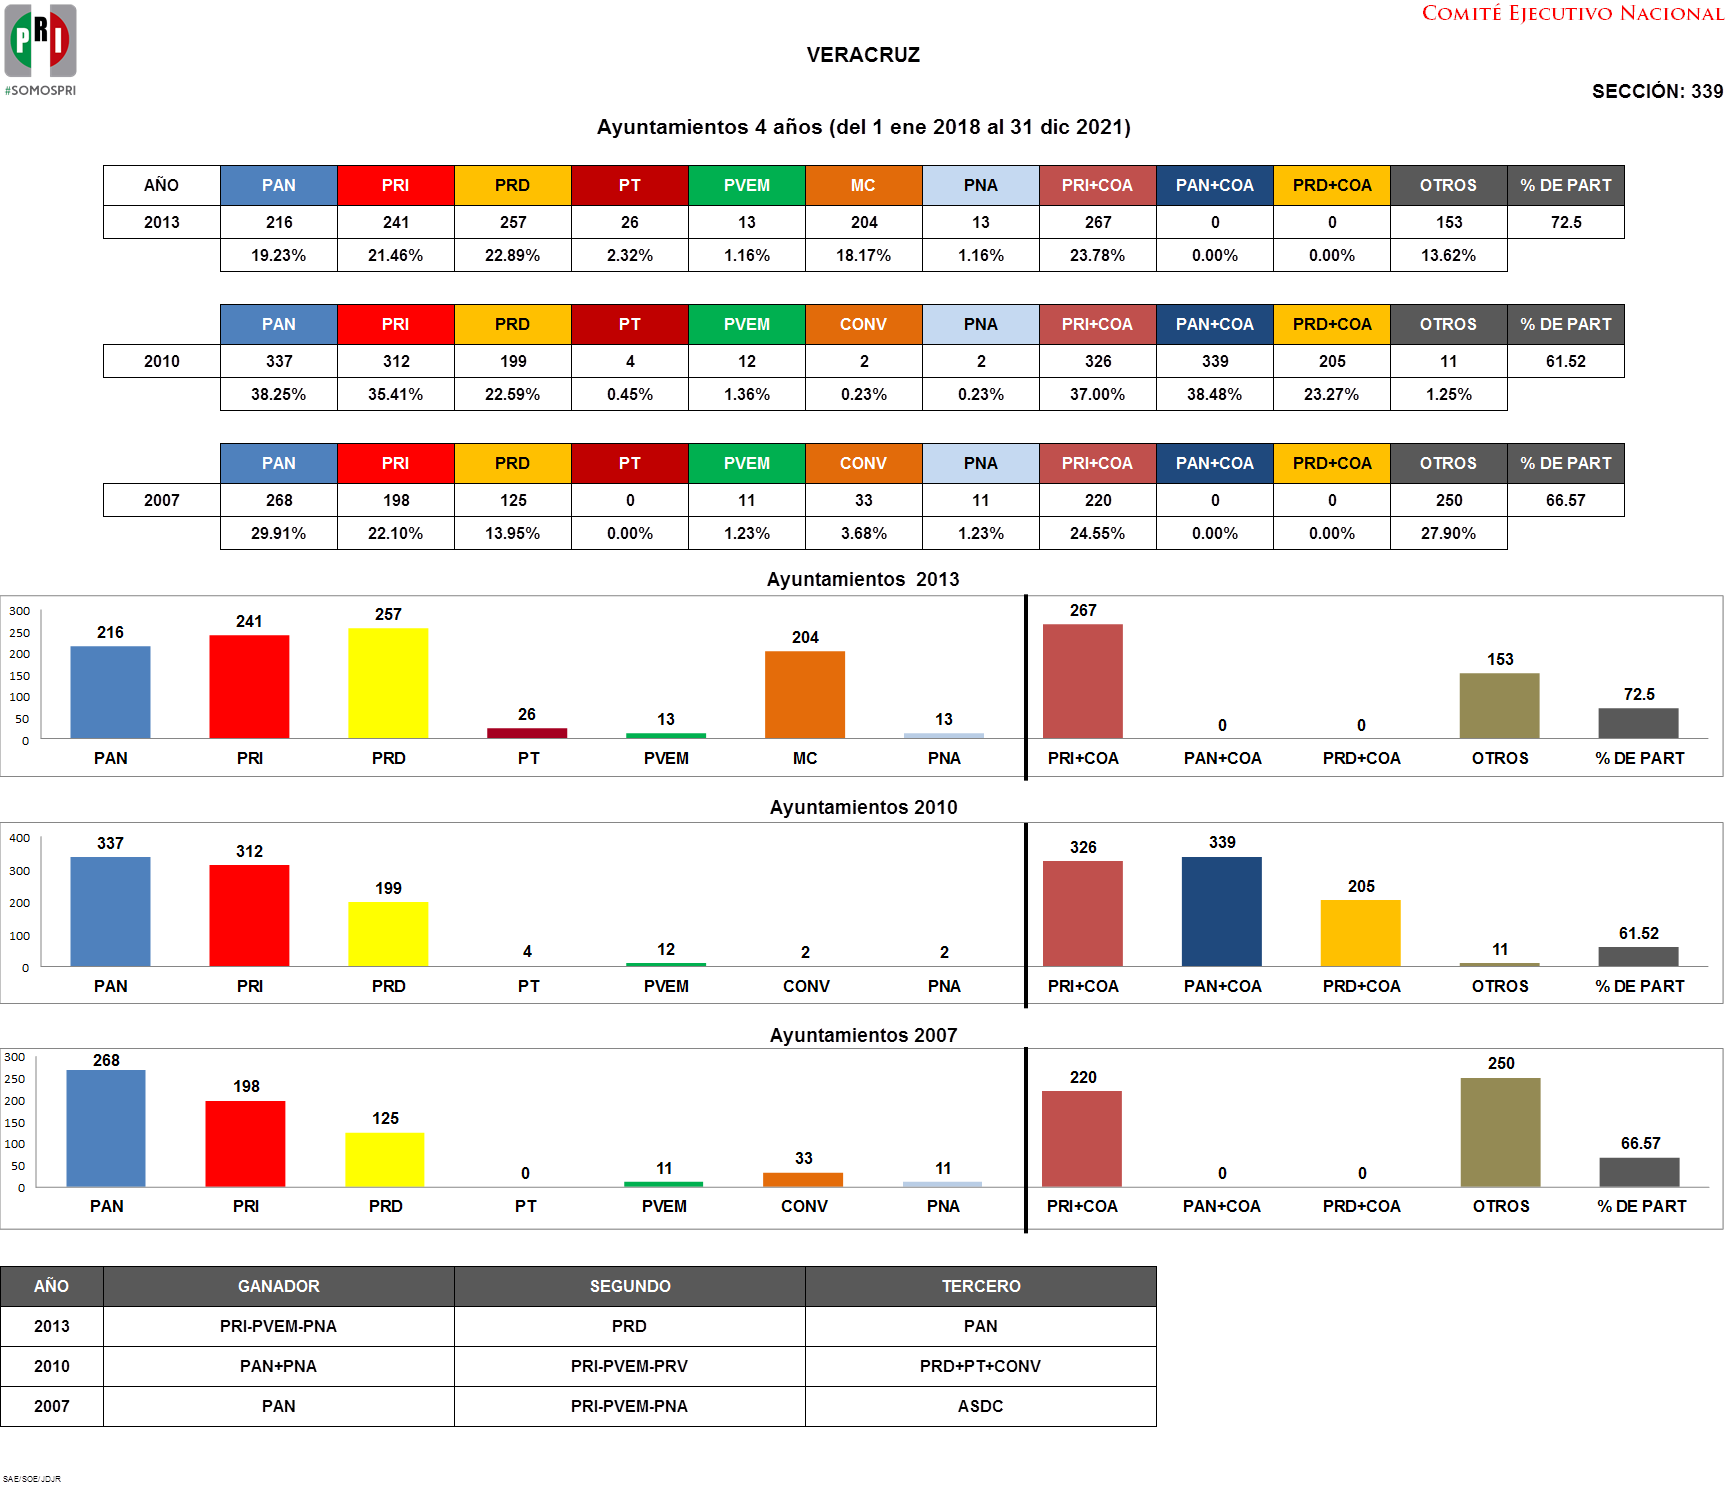 COMITÉ EJECUTIVO NACIONAL
PRI
#SOMOSPRI
VERACRUZ
SECCIÓN: 339
Ayuntamientos 4 años (del 1 ene 2018 al 31 dic 2021)
AÑO PAN PRI PRD PT PVEM MC PNA PRI+COA PAN+COA PRD+COA OTROS % DE PART
2013 216 241 257 26 13 204 13 267 0 0 153 72.5
19.23% 21.46% 22.89% 2.32% 1.16% 18.17% 1.16% 23.78% 0.00% 0.00% 13.62%
PAN PRI PRD PT PVEM CONV PNA PRI+COA PAN+COA PRD+COA OTROS % DE PART
2010 337 312 199 4 12 2 2 326 339 205 11 61.52
38.25% 35.41% 22.59% 0.45% 1.36% 0.23% 0.23% 37.00% 38.48% 23.27% 1.25%
PAN PRI PRD PT PVEM CONV PNA PRI+COA PAN+COA PRD+COA OTROS % DE PART
2007 268 198 125 0 11 33 11 220 0 0 250 66.57
29.91% 22.10% 13.95% 0.00% 1.23% 3.68% 1.23% 24.55% 0.00% 0.00% 27.90%
Ayuntamientos 2013
300
250
200
150
100
50
0
216 241 257 26 13 204 13 267 0 0 153 72.5
PAN PRI PRD PT PVEM MC PNA PRI+COA PAN+COA PRD+COA OTROS % DE PART
Ayuntamientos 2010
400
300
200
100
0
337 312 199 4 12 2 2 326 339 205 11 61.52
PAN PRI PRD PT PVEM CONV PNA PRI+COA PAN+COA PRD+COA OTROS % DE PART
Ayuntamientos 2007
300
250
200
150
100
50
0
268 198 125 0 11 33 11 220 0 0 250 66.57
PAN PRI PRD PT PVEM CONV PNA PRI+COA PAN+COA PRD+COA OTROS % DE PART
AÑO GANADOR SEGUNDO TERCERO
2013 PRI-PVEM-PNA PRD PAN
2010 PAN+PNA PRI-PVEM-PRV PRD+PT+CONV
2007 PAN PRI-PVEM-PNA ASDC
SAE/SOE/JDJR